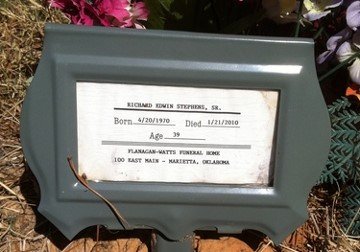 RICHARD EDWIN STEPHENS, SR.
Born 4/20/1970 Died 1/21/2010
Age 39
FLANAGAN-WATTS FUNERAL HOME
100 EAST MAIN - MARIETTA, OKLAHOMA